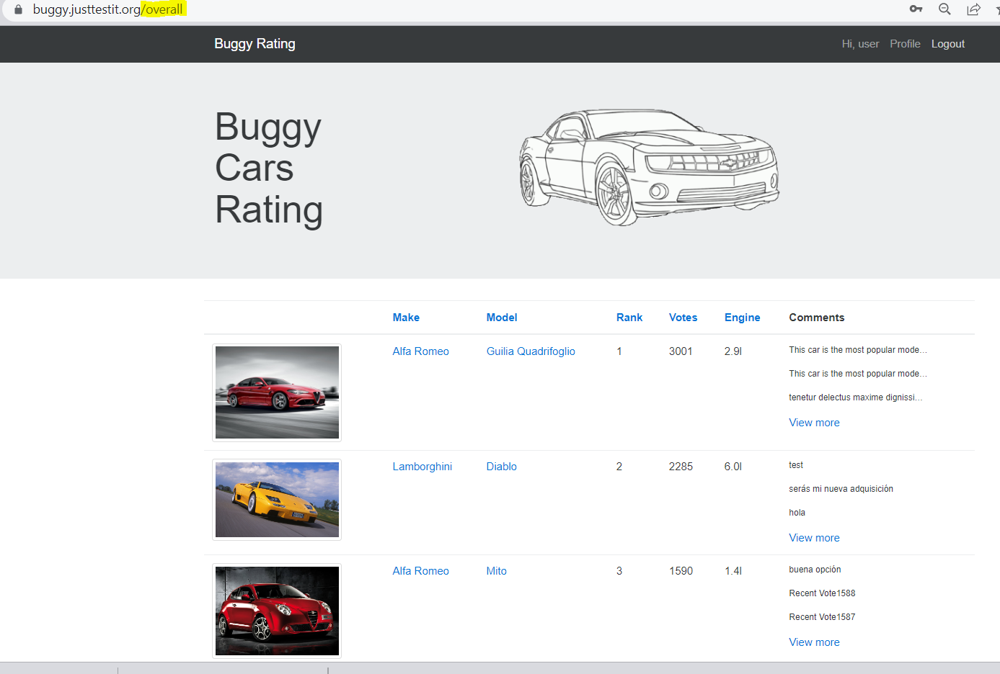 buggy.justtestit.org/overall
Buggy Rating
Hi, user Profile Logout
Buggy
Cars
Rating
Make Model Rank Votes Engine Comments
Alfa Romeo Guilia Quadrifoglio 1 3001 2.9l This car is the most popular mode...
This car is the most popular mode...
tenetur delectus maxime dignissi...
View more
Lamborghini Diablo 2 2285 6.0l test
serás mi nueva adquisición
hola
View more
Alfa Romeo Mito 3 1590 1.4l buena opción
Recent Vote1588
Recent Vote1587
View more